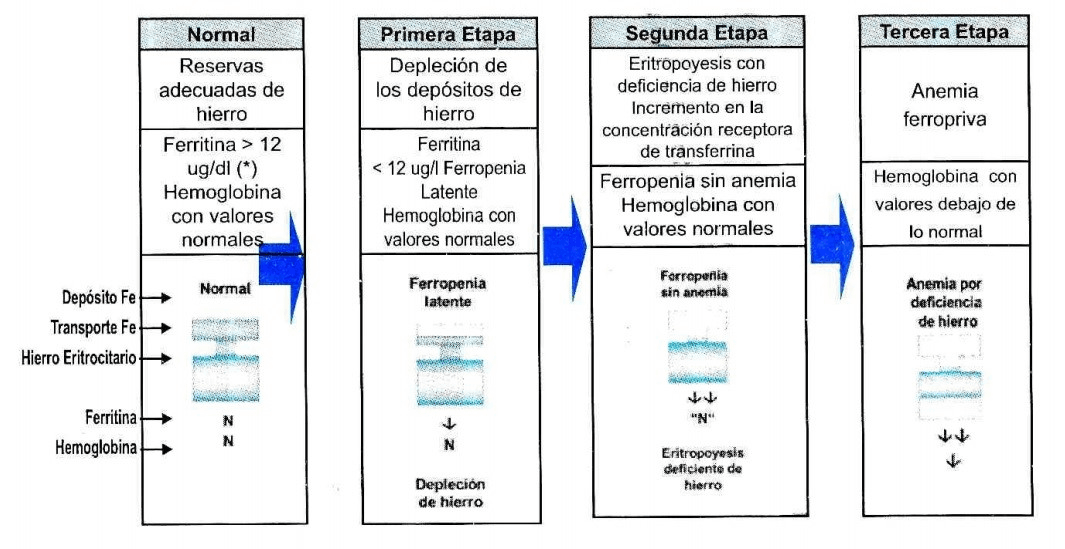 Normal
Reservas
adecuadas de
hierro
Ferritina > 12
ug/dl (*)
Hemoglobina
con valores
normales
Normal
Depósito Fe
Transporte Fe
Hierro Eritrocitario
Ferritina
N
Hemoglobina
N
Primera Etapa
Depleción de
los depósitos de
hierro
Ferritina
< 12 ug/l Ferropenia
Latente
Hemoglobina con
valores normales
Ferropenia
latente
↓
N
Depleción
de hierro
Segunda Etapa
Eritropoyesis con
deficiencia de hierro
Incremento en la
concentración receptora
de transferrina
Ferropenia sin anemia
Hemoglobina con
valores normales
Ferropenia
sin anemia
↓↓
"N"
Eritropoyesis
deficiente de
hierro
Tercera Etapa
Anemia
ferropriva
Hemoglobina con
valores debajo de
lo normal
Anemia por
deficiencia
de hierro
↓↓
↓